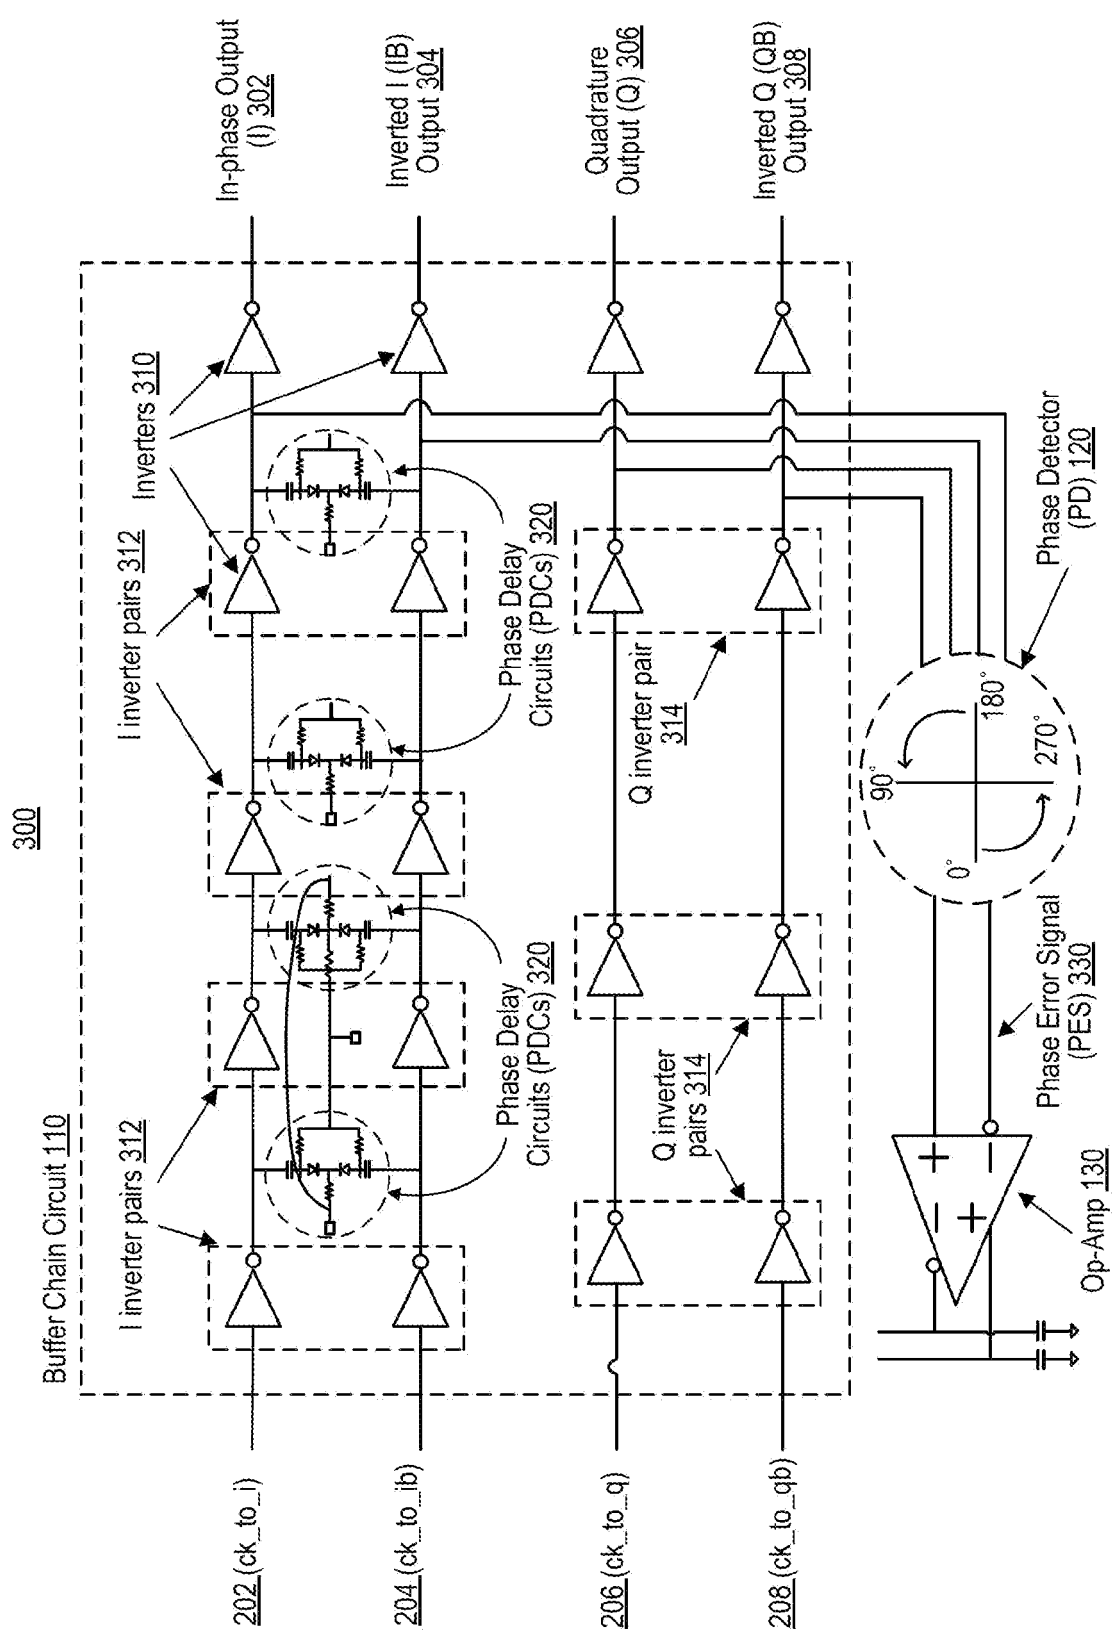 300
Buffer Chain Circuit 110
I inverter pairs 312
I inverter pairs 312
Inverters 310
In-phase Output
(I) 302
Inverted I (IB)
Output 304
Quadrature
Output (Q) 306
Inverted Q (QB)
Output 308
202 (ck_to_i)
204 (ck_to_ib)
206 (ck_to_q)
208 (ck_to_qb)
Phase Delay
Circuits (PDCs) 320
Phase Delay
Circuits (PDCs) 320
Q inverter
pairs 314
Q inverter pair
314
Op-Amp 130
+
−
−
+
Phase Error Signal
(PES) 330
0°
90°
180°
270°
Phase Detector
(PD) 120